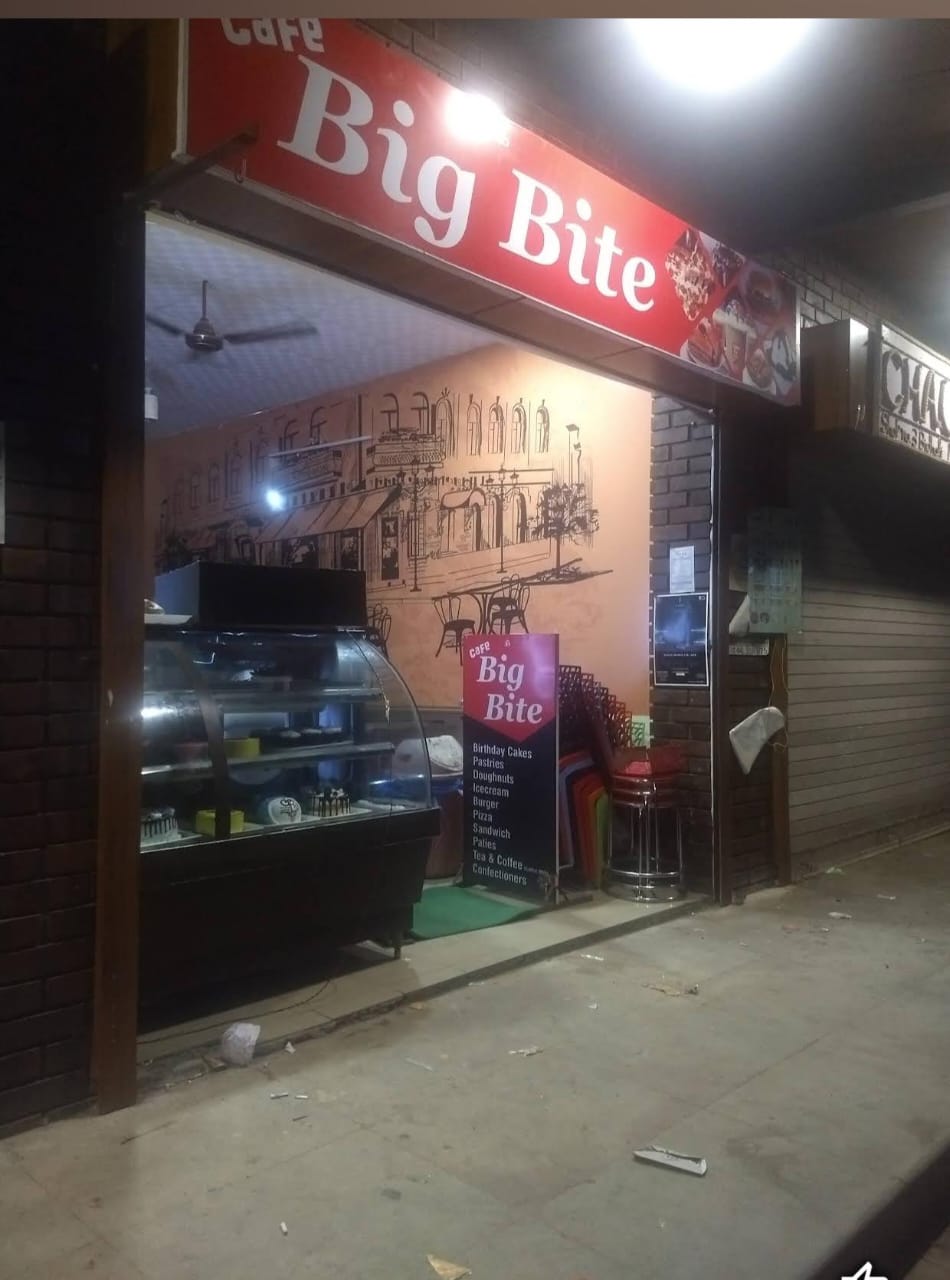 Cafe
Big Bite
CHA
Cafe
Big
Bite
Birthday Cakes
Pastries
Doughnuts
Icecream
Burger
Pizza
Sandwich
Paties
Tea & Coffee
Confectioners